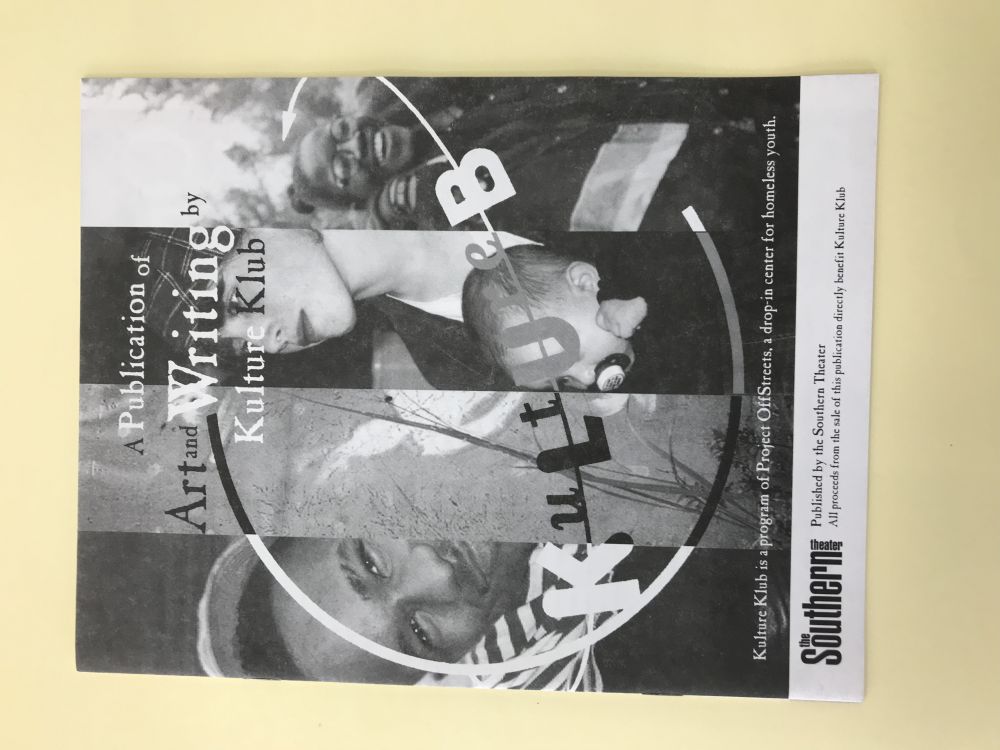 A Publication of
Art and Writing by
Kulture Klub
KuLtUReB
Kulture Klub is a program of Project OffStreets, a drop-in center for homeless youth.
the Southern theater
Published by the Southern Theater
All proceeds from the sale of this publication directly benefit Kulture Klub